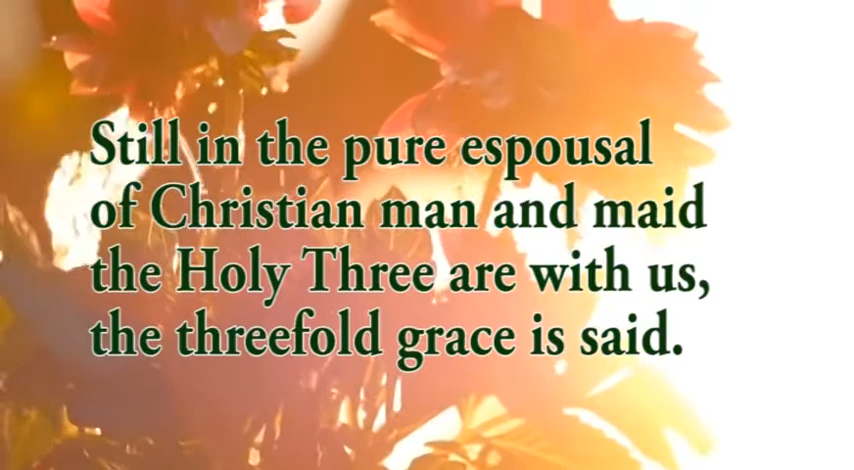 Still in the pure espousal
of Christian man and maid
the Holy Three are with us,
the threefold grace is said.